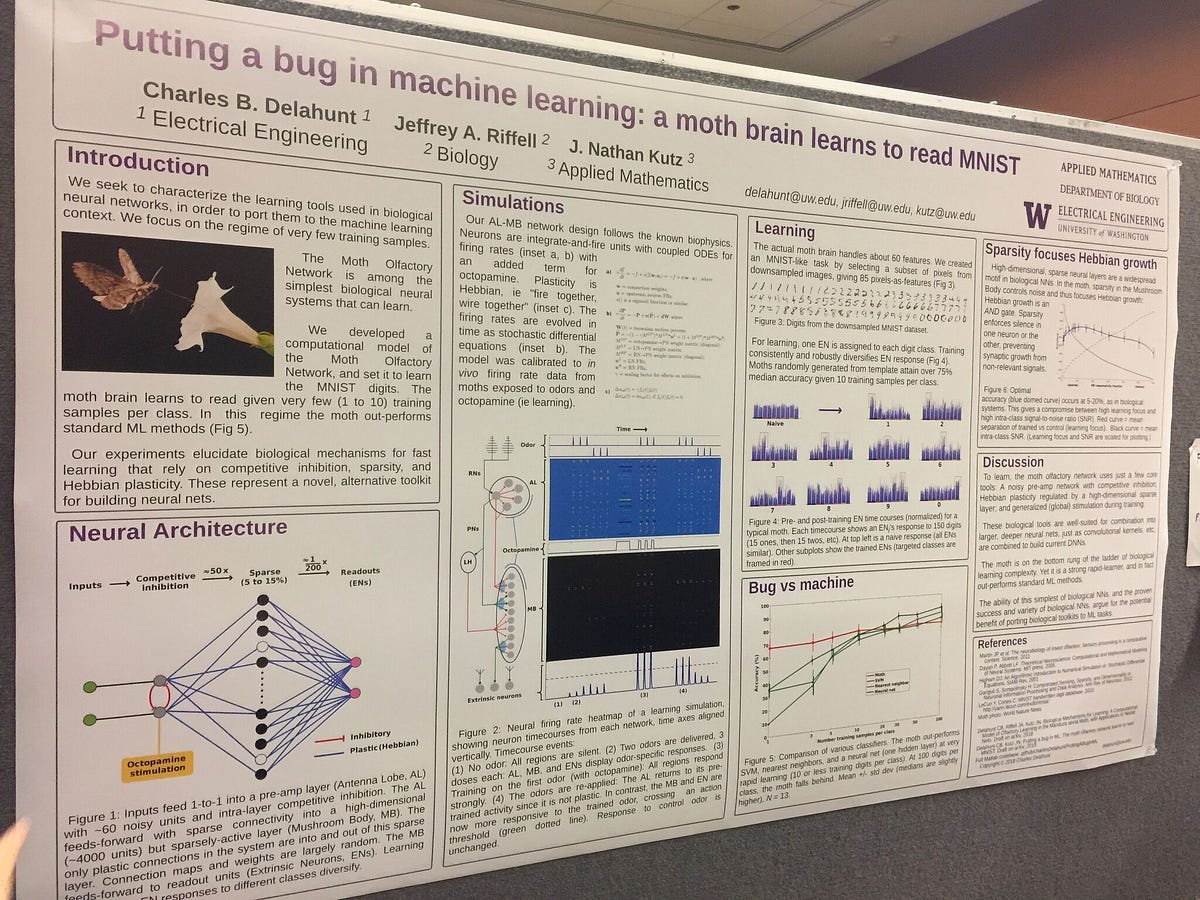 Putting a bug in machine learning: a moth brain learns to read MNIST
Charles B. Delahunt 1
Jeffrey A. Riffell 2
J. Nathan Kutz 3
1 Electrical Engineering
2 Biology
3 Applied Mathematics
delahunt@uw.edu, jriffell@uw.edu, kutz@uw.edu
APPLIED MATHEMATICS
DEPARTMENT OF BIOLOGY
W
ELECTRICAL ENGINEERING
UNIVERSITY of WASHINGTON
Introduction
We seek to characterize the learning tools used in biological
neural networks, in order to port them to the machine learning
context. We focus on the regime of very few training samples.
The Moth Olfactory
Network is among the
simplest biological neural
systems that can learn.
We developed a
computational model of
the Moth Olfactory
Network, and set it to learn
the MNIST digits. The
moth brain learns to read given very few (1 to 10) training
samples per class. In this regime the moth out-performs
standard ML methods (Fig 5).
Our experiments elucidate biological mechanisms for fast
learning that rely on competitive inhibition, sparsity, and
Hebbian plasticity. These represent a novel, alternative toolkit
for building neural nets.
Neural Architecture
Inputs
Competitive
Inhibition
≈50x
Sparse
(5 to 15%)
≈ 1/200 x
Readouts
(ENs)
Inhibitory
Plastic (Hebbian)
Octopamine
stimulation
Figure 1: Inputs feed 1-to-1 into a pre-amp layer (Antenna Lobe, AL)
with ~60 noisy units and intra-layer competitive inhibition. The AL
feeds-forward with sparse connectivity into a high-dimensional
(~4000 units) but sparsely-active layer (Mushroom Body, MB). The
only plastic connections in the system are into and out of this sparse
layer. Connection maps and weights are largely random. The MB
feeds-forward to readout units (Extrinsic Neurons, ENs). Learning
EN responses to different classes diversify.
Simulations
Our AL-MB network design follows the known biophysics.
Neurons are integrate-and-fire units with coupled ODEs for
firing rates (inset a, b) with
an added term for
octopamine. Plasticity is
Hebbian, ie "fire together,
wire together" (inset c). The
firing rates are evolved in
time as stochastic differential
equations (inset b). The
model was calibrated to in
vivo firing rate data from
moths exposed to odors and
octopamine (ie learning).
a)
b)
c)
Time
Odor
RNs
AL
PNs
Octopamine
LH
MB
Extrinsic neurons
(1) (2)
(3)
(4)
Figure 2: Neural firing rate heatmap of a learning simulation,
showing neuron timecourses from each network, time axes aligned
vertically. Timecourse events:
(1) No odor: All regions are silent. (2) Two odors are delivered, 3
doses each. AL, MB, and ENs display odor-specific responses. (3)
Training on the first odor (with octopamine). All regions respond
strongly. (4) The odors are re-applied: The AL returns to its pre-
trained activity since it is not plastic. In contrast, the MB and EN are
now more responsive to the trained odor, crossing an action
threshold (green dotted line). Response to control odor is
unchanged.
Learning
The actual moth brain handles about 60 features. We created
an MNIST-like task by selecting a subset of pixels from
downsampled images, giving 85 pixels-as-features (Fig 3).
Figure 3: Digits from the downsampled MNIST dataset.
For learning, one EN is assigned to each digit class. Training
consistently and robustly diversifies EN response (Fig 4).
Moths randomly generated from template attain over 75%
median accuracy given 10 training samples per class.
Naive
1
2
3
4
5
6
7
8
9
0
Figure 4: Pre- and post-training EN time courses (normalized) for a
typical moth. Each timecourse shows an EN's response to 150 digits
(15 ones, then 15 twos, etc). At top left is a naive response (all ENs
similar). Other subplots show the trained ENs (targeted classes are
framed in red).
Bug vs machine
Accuracy (%)
Moth
SVM
Nearest neighbor
Neural net
Number training samples per class
Figure 5: Comparison of various classifiers. The moth out-performs
SVM, nearest neighbors, and a neural net (one hidden layer) at very
rapid learning (10 or less training digits per class). At 100 digits per
class, the moth falls behind. Mean +/- std dev (medians are slightly
higher), N = 13.
Sparsity focuses Hebbian growth
High-dimensional, sparse neural layers are a widespread
motif in biological NNs. In the moth, sparsity in the Mushroom
Body controls noise and thus focuses Hebbian growth:
Hebbian growth is an
AND gate. Sparsity
enforces silence in
one neuron or the
other, preventing
synaptic growth from
non-relevant signals.
Figure 6: Optimal
accuracy (blue domed curve) occurs at 5-20%, as in biological
systems. This gives a compromise between high learning focus and
high intra-class signal-to-noise ratio (SNR). Red curve = mean
separation of trained vs control (learning focus). Black curve = mean
intra-class SNR. (Learning focus and SNR are scaled for plotting.)
Discussion
To learn, the moth olfactory network uses just a few core
tools: A noisy pre-amp network with competitive inhibition;
Hebbian plasticity regulated by a high-dimensional sparse
layer; and generalized (global) stimulation during training.
These biological tools are well-suited for combination into
larger, deeper neural nets, just as convolutional kernels, etc,
are combined to build current DNNs.
The moth is on the bottom rung of the ladder of biological
learning complexity. Yet it is a strong rapid-learner, and in fact
out-performs standard ML methods.
The ability of this simplest of biological NNs, and the proven
success and variety of biological NNs, argue for the potential
benefit of porting biological toolkits to ML tasks.
References